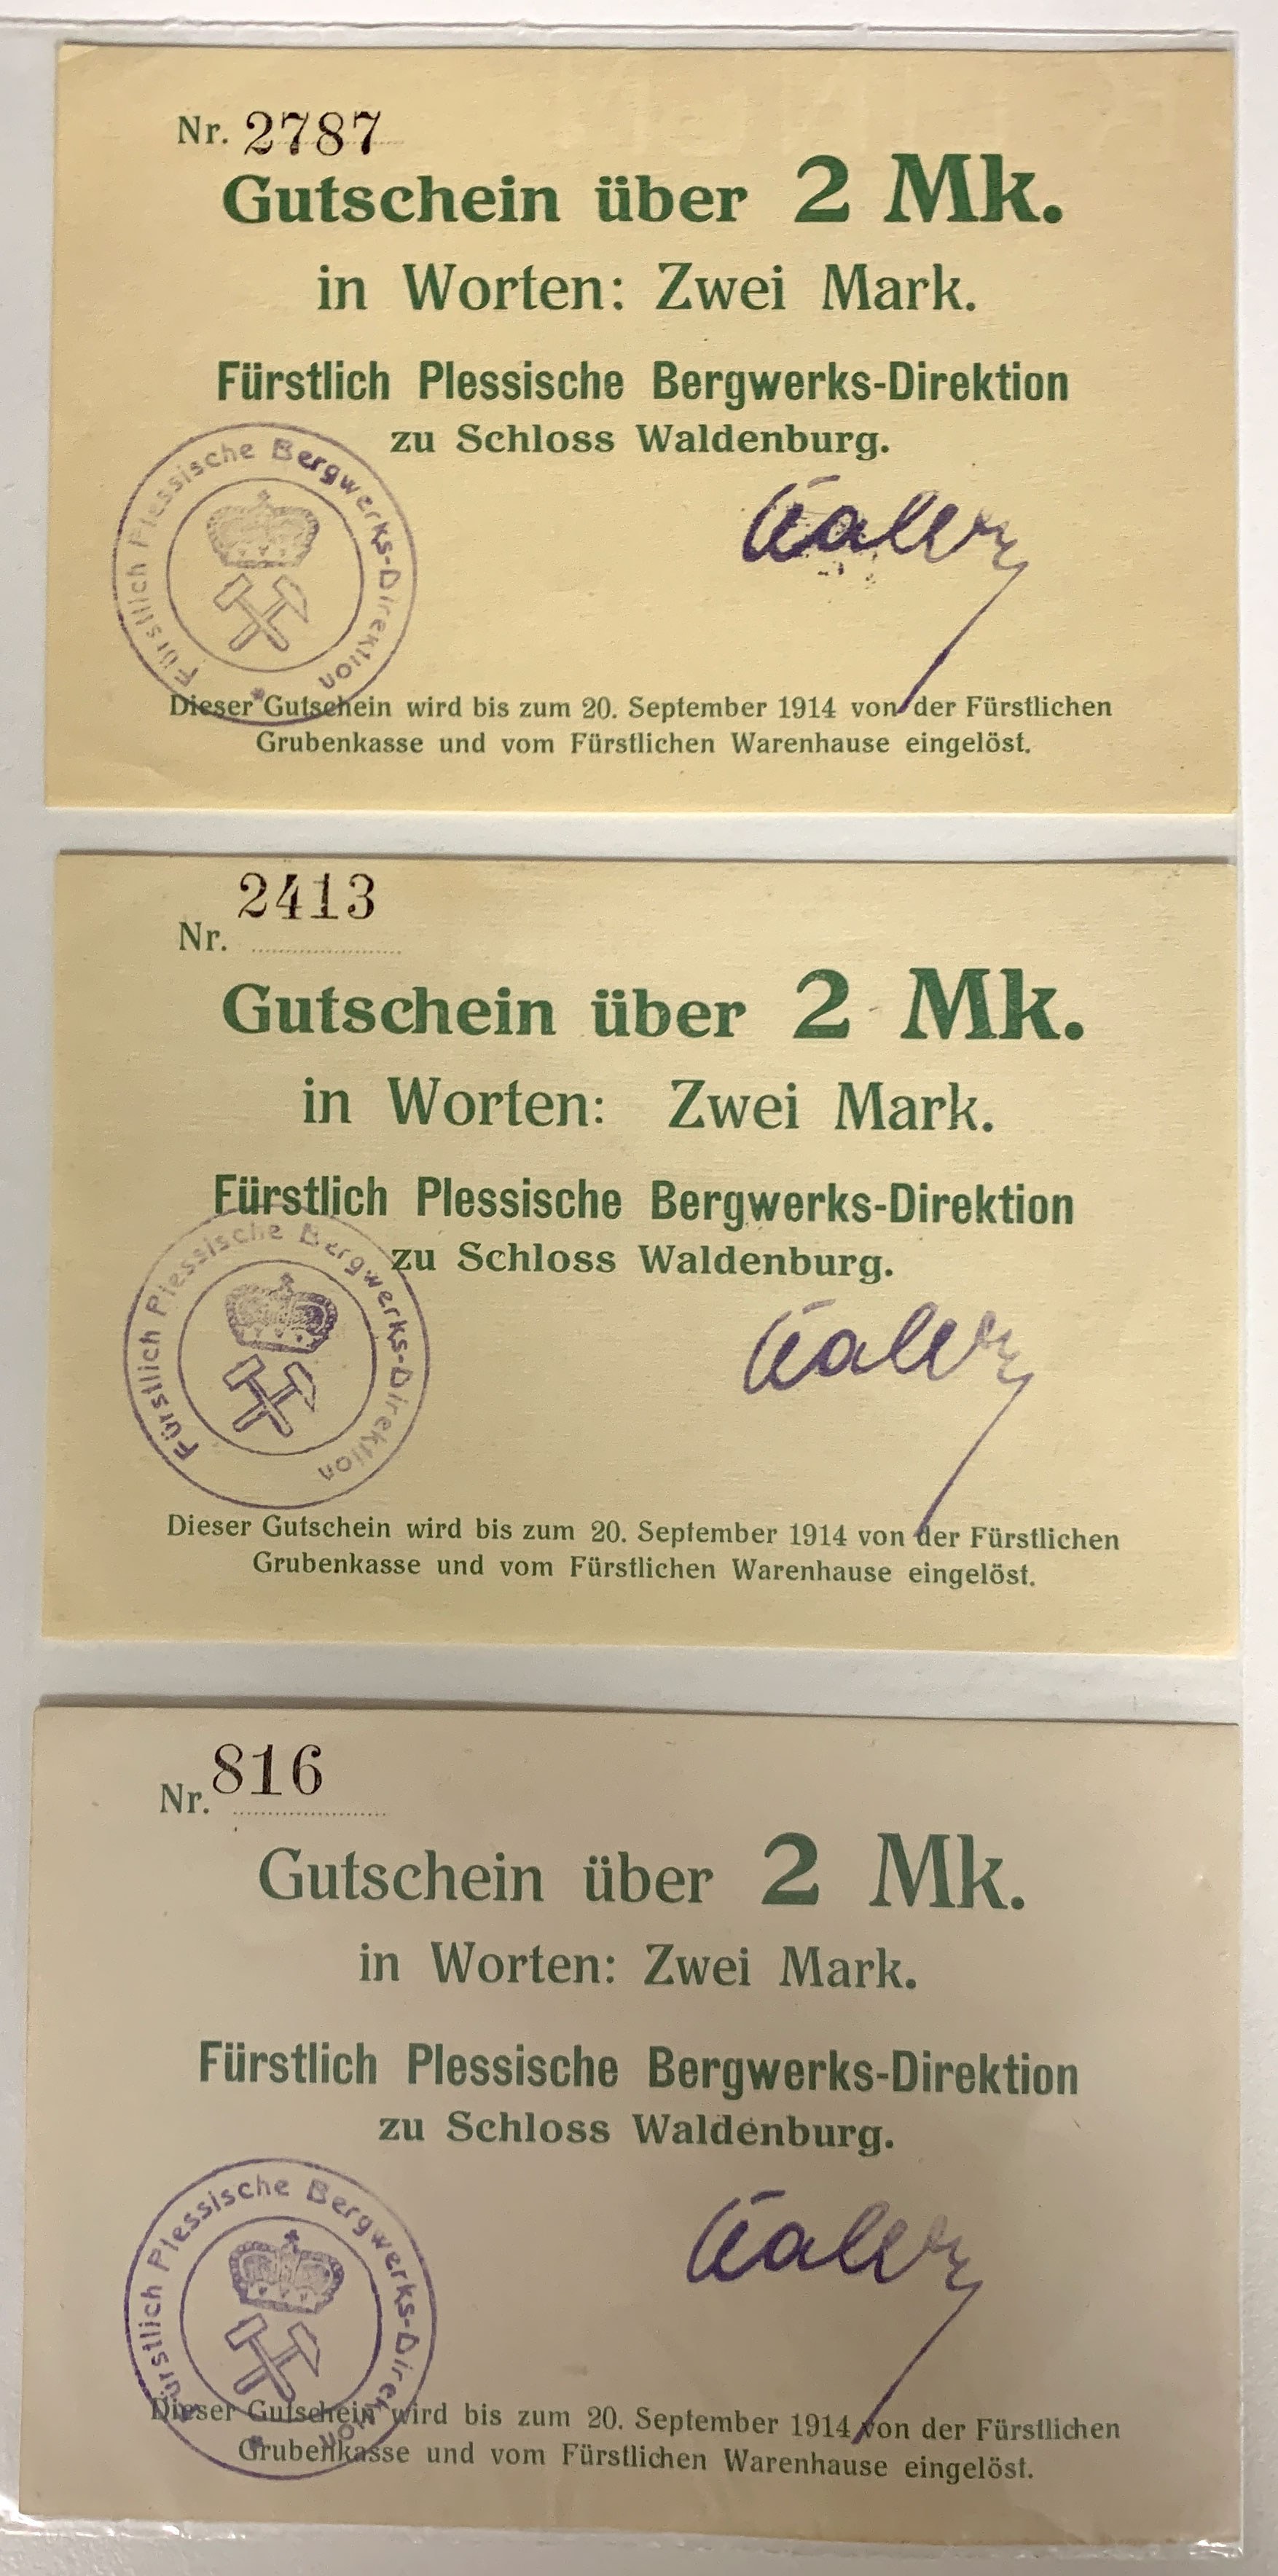 Nr. 2787
Gutschein über 2 Mk.
in Worten: Zwei Mark.
Fürstlich Plessische Bergwerks-Direktion
zu Schloss Waldenburg.
Fürstlich Plessische Bergwerks-Direktion
Dieser Gutschein wird bis zum 20. September 1914 von der Fürstlichen
Grubenkasse und vom Fürstlichen Warenhause eingelöst.
2413
Nr.
Gutschein über 2 Mk.
in Worten: Zwei Mark.
Fürstlich Plessische Bergwerks-Direktion
zu Schloss Waldenburg.
Fürstlich Plessische Bergwerks-Direktion
Dieser Gutschein wird bis zum 20. September 1914 von der Fürstlichen
Grubenkasse und vom Fürstlichen Warenhause eingelöst.
Nr. 816
Gutschein über 2 Mk.
in Worten: Zwei Mark.
Fürstlich Plessische Bergwerks-Direktion
zu Schloss Waldenburg.
Fürstlich Plessische Bergwerks-Direktion
Dieser Gutschein wird bis zum 20. September 1914 von der Fürstlichen
Grubenkasse und vom Fürstlichen Warenhause eingelöst.